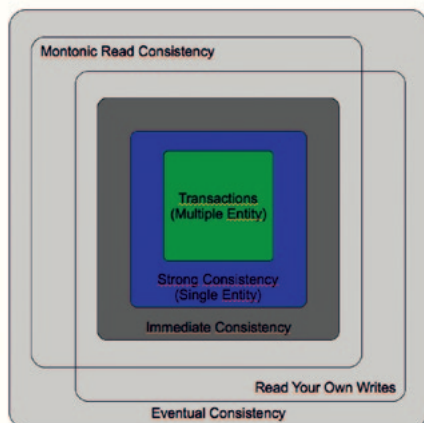 Montonic Read Consistency
Transactions
(Multiple Entity)
Strong Consistency
(Single Entity)
Immediate Consistency
Read Your Own Writes
Eventual Consistency